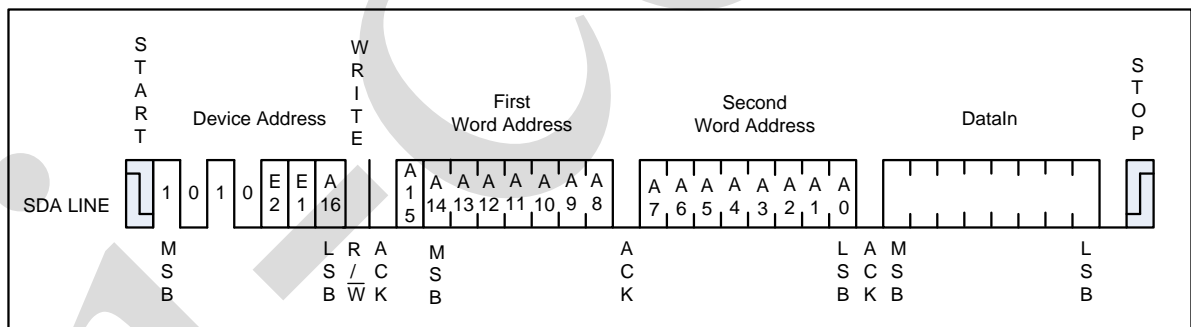 START
WRITE
STOP
Device Address
First
Word Address
Second
Word Address
DataIn
SDA LINE
1 0 1 0 E2 E1 A16
A15 A14 A13 A12 A11 A10 A9 A8
A7 A6 A5 A4 A3 A2 A1 A0
MSB
LSB
R/W̅
ACK
MSB
ACK
LSB
ACK
MSB
LSB